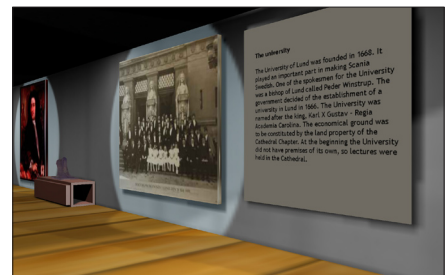 The university
The University of Lund was founded in 1668. It
played an important part in making Scania
Swedish. One of the spokesmen for the University
was a bishop of Lund called Peder Winstrup. The
government decided of the establishment of a
university in Lund in 1666. The University was
named after the king, Karl X Gustav - Regia
Academia Carolina. The economical ground was
to be constituted by the land property of the
Cathedral Chapter. At the beginning the University
did not have premises of its own, so lectures were
held in the Cathedral.